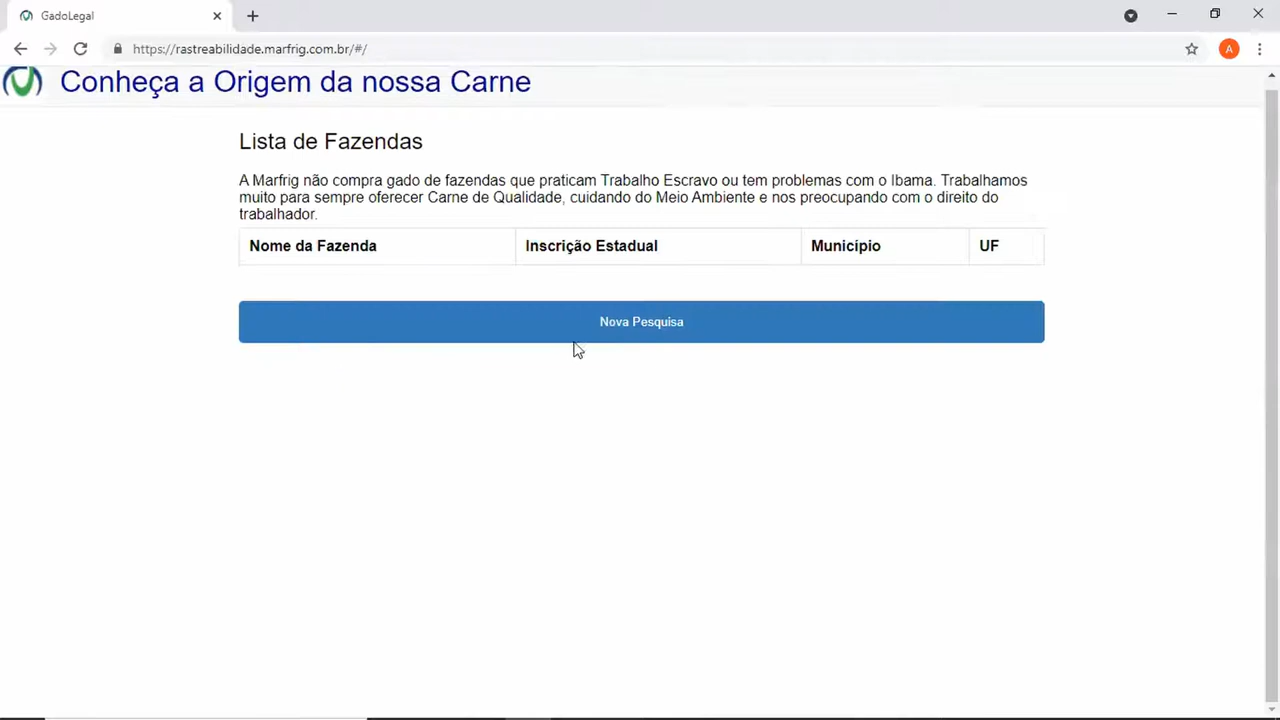 GadoLegal
https://rastreabilidade.marfrig.com.br/#/
A
Conheça a Origem da nossa Carne
Lista de Fazendas
A Marfrig não compra gado de fazendas que praticam Trabalho Escravo ou tem problemas com o Ibama. Trabalhamos
muito para sempre oferecer Carne de Qualidade, cuidando do Meio Ambiente e nos preocupando com o direito do
trabalhador.
Nome da Fazenda Inscrição Estadual Município UF
Nova Pesquisa